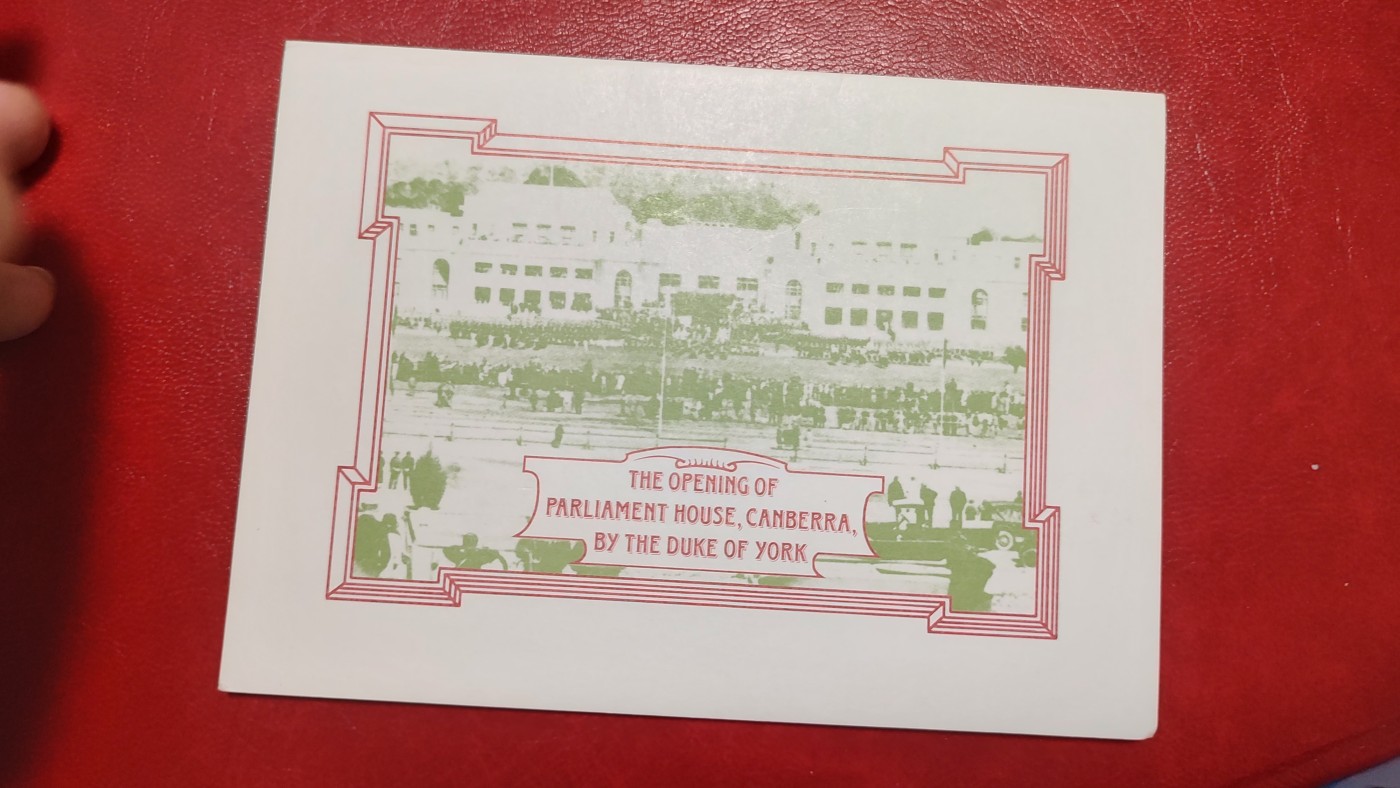 THE OPENING OF
PARLIAMENT HOUSE, CANBERRA,
BY THE DUKE OF YORK